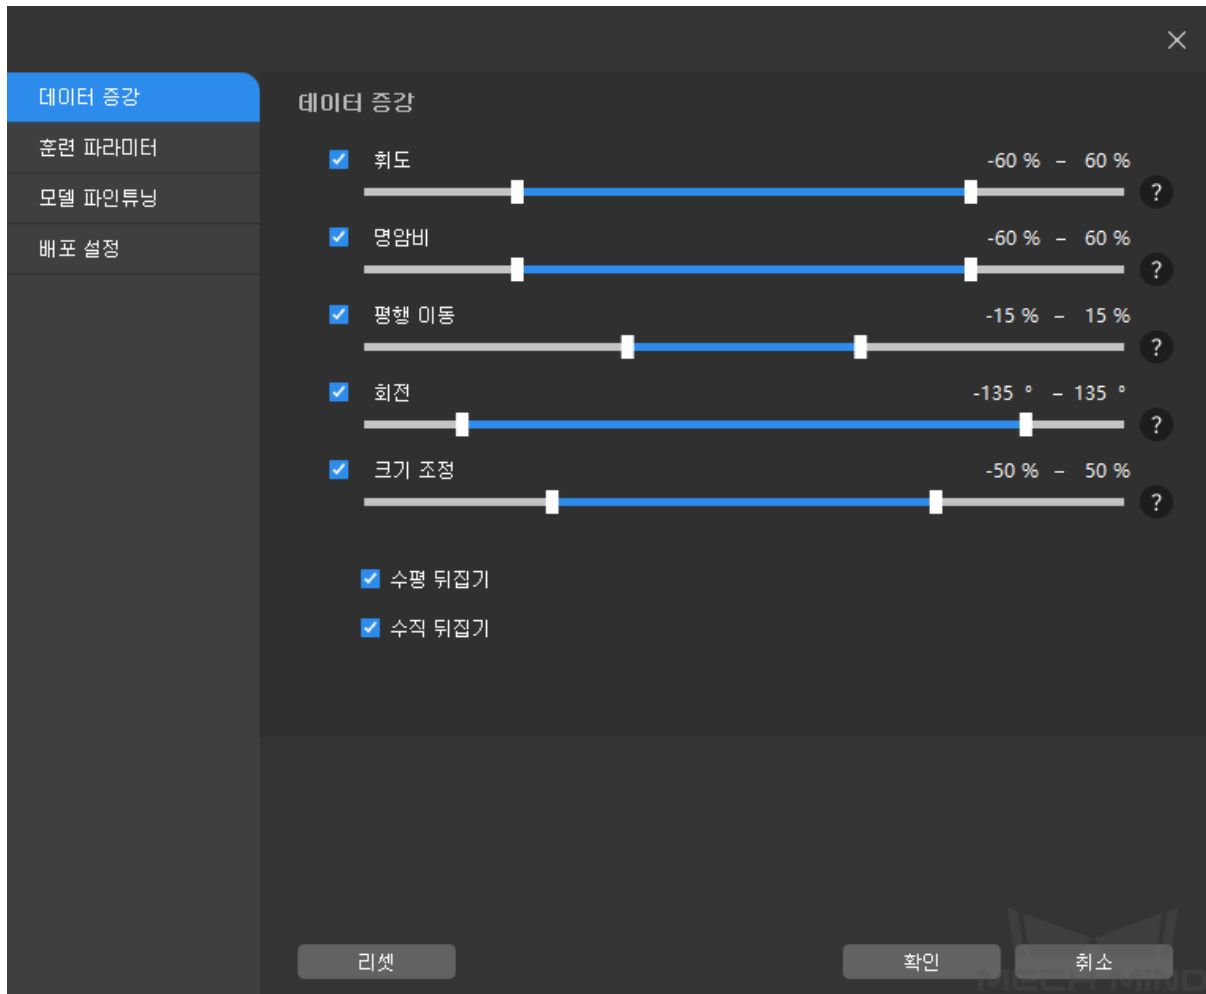 데이터 증강
훈련 파라미터
모델 파인튜닝
배포 설정
데이터 증강
휘도 -60 % – 60 %
?
명암비 -60 % – 60 %
?
평행 이동 -15 % – 15 %
?
회전 -135 ° – 135 °
?
크기 조정 -50 % – 50 %
?
수평 뒤집기
수직 뒤집기
리셋 확인 취소
MECH MIND